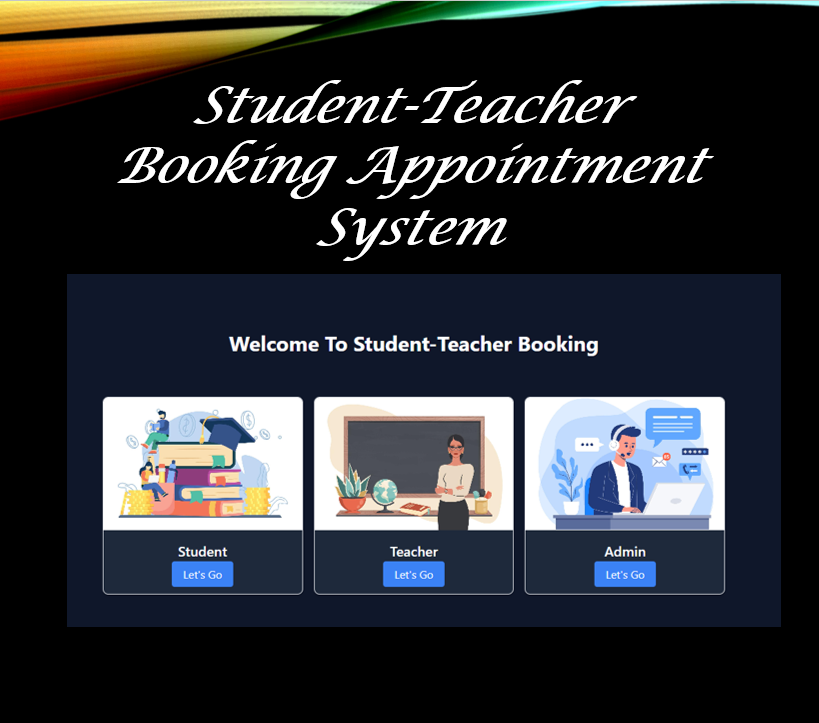 Student-Teacher
Booking Appointment
System
Welcome To Student-Teacher Booking
Student
Let's Go
Teacher
Let's Go
Admin
Let's Go